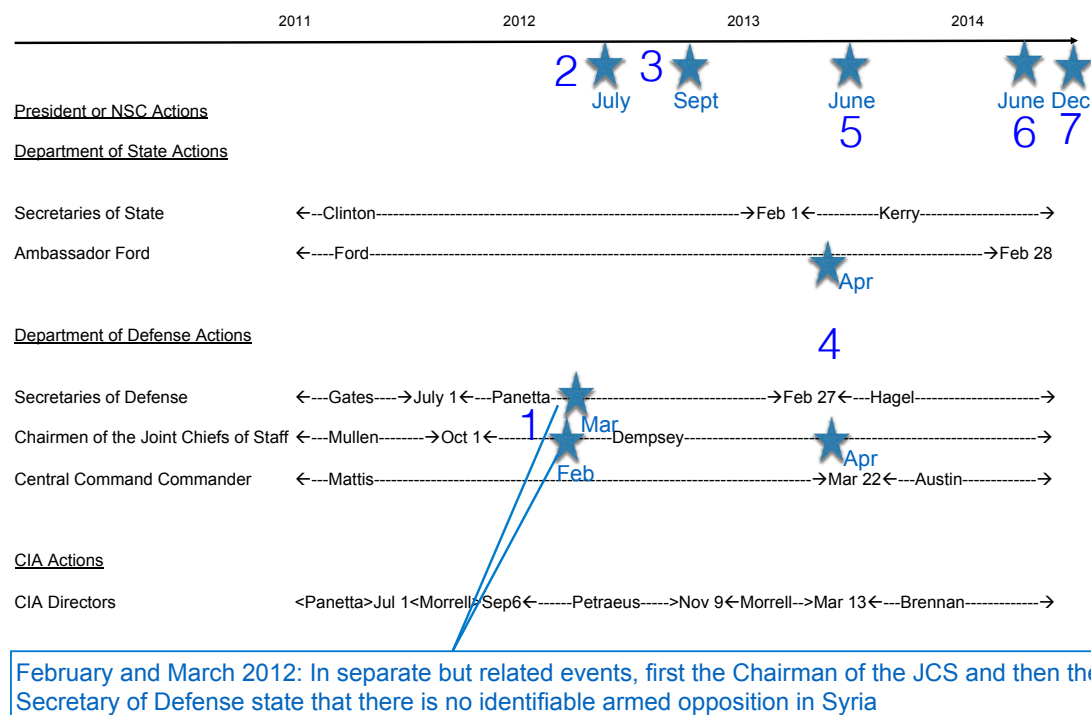 2011 2012 2013 2014
2 3
July Sept June June Dec
President or NSC Actions
5 6 7
Department of State Actions
Secretaries of State ←--Clinton------------------------------------------------------------------→Feb 1←-------------Kerry----------------------→
Ambassador Ford ←----Ford---------------------------------------------------------------------------------------------------------------→Feb 28
Apr
Department of Defense Actions
4
Secretaries of Defense ←---Gates----→July 1←---Panetta-----------------------------------------→Feb 27←---Hagel----------------------------→
1 Mar
Chairmen of the Joint Chiefs of Staff ←---Mullen--------→Oct 1←---------------------Dempsey--------------------------------------------------------------------→
Feb Apr
Central Command Commander ←---Mattis------------------------------------------------------------------------------------→Mar 22←----Austin-------------------→
CIA Actions
CIA Directors <Panetta>Jul 1<Morrell>Sep6←------Petraeus----->Nov 9←Morrell-->Mar 13←---Brennan-------------→
February and March 2012: In separate but related events, first the Chairman of the JCS and then the
Secretary of Defense state that there is no identifiable armed opposition in Syria